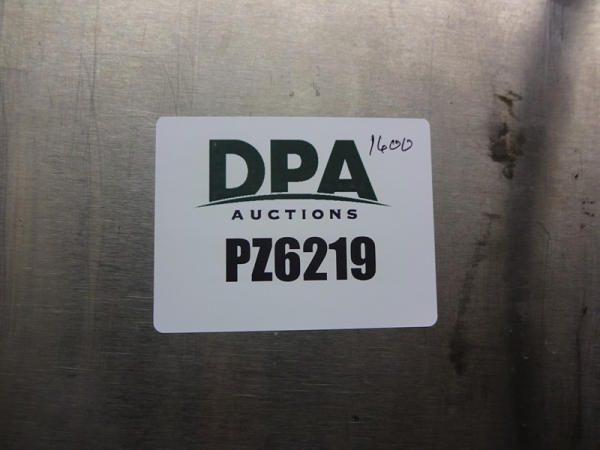 1600
DPA
AUCTIONS
PZ6219